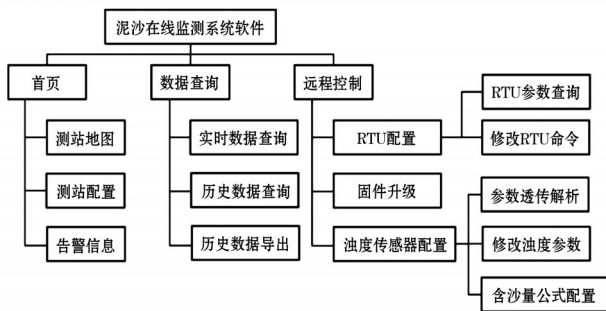 泥沙在线监测系统软件
首页
数据查询
远程控制
测站地图
测站配置
告警信息
实时数据查询
历史数据查询
历史数据导出
RTU配置
固件升级
浊度传感器配置
RTU参数查询
修改RTU命令
参数透传解析
修改浊度参数
含沙量公式配置